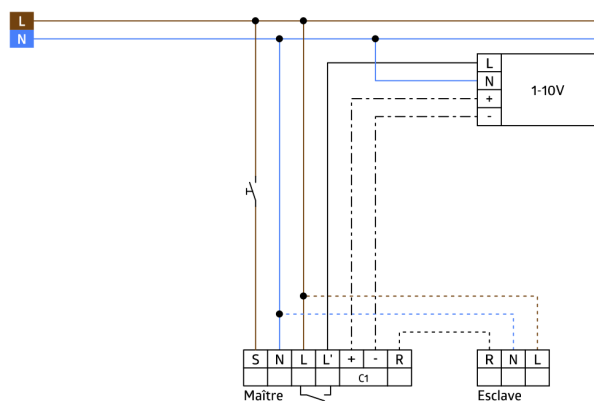 L
N
L
N
+
-
1-10V
S N L L' + - R
C1
Maître
R N L
Esclave